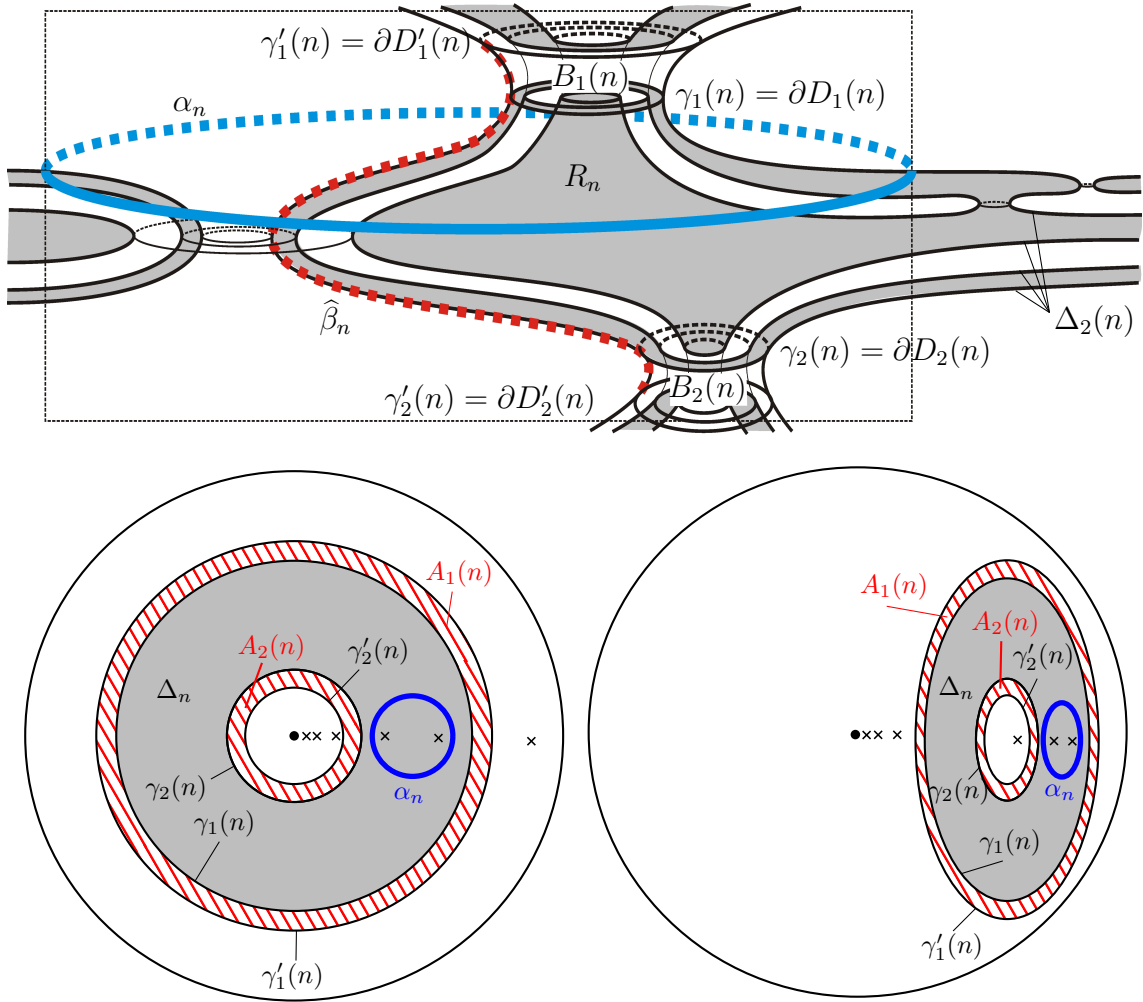 γ′₁(n) = ∂D′₁(n)
B₁(n)
αₙ
γ₁(n) = ∂D₁(n)
Rₙ
β̂ₙ
Δ₂(n)
γ₂(n) = ∂D₂(n)
B₂(n)
γ′₂(n) = ∂D′₂(n)
A₁(n)
A₂(n)
γ′₂(n)
Δₙ
γ₂(n)
αₙ
γ₁(n)
γ′₁(n)
A₁(n)
A₂(n)
γ′₂(n)
Δₙ
γ₂(n)
αₙ
γ₁(n)
γ′₁(n)